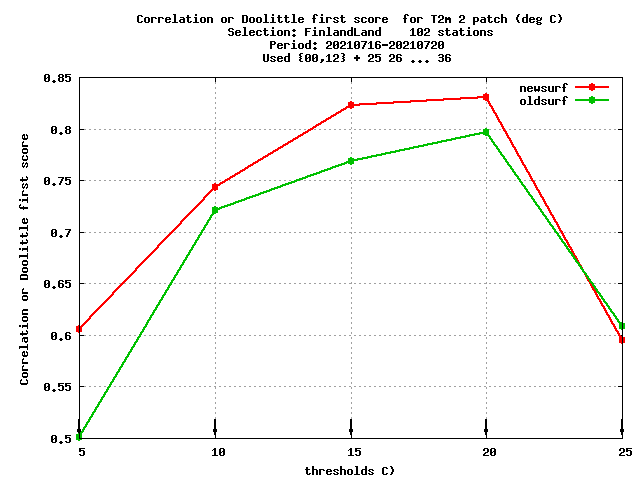 Correlation or Doolittle first score  for T2m 2 patch (deg C)
Selection: FinlandLand    102 stations
Period: 20210716-20210720
Used {00,12} + 25 26 ... 36
newsurf
oldsurf
Correlation or Doolittle first score
0.85
0.8
0.75
0.7
0.65
0.6
0.55
0.5
5 10 15 20 25
thresholds C)